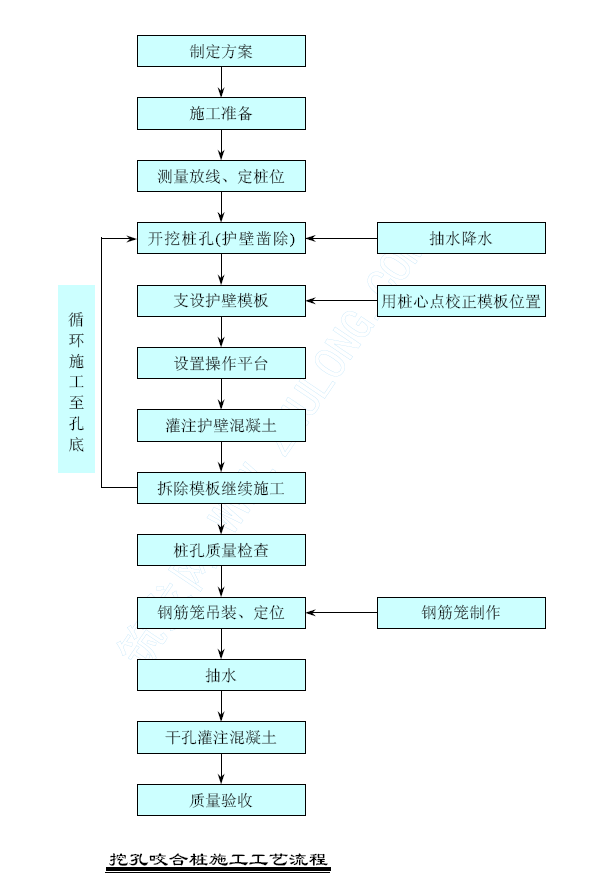 制定方案
施工准备
测量放线、定桩位
开挖桩孔(护壁凿除)
抽水降水
支设护壁模板
用桩心点校正模板位置
循环施工至孔底
设置操作平台
灌注护壁混凝土
拆除模板继续施工
桩孔质量检查
钢筋笼吊装、定位
钢筋笼制作
抽水
干孔灌注混凝土
质量验收
挖孔咬合桩施工工艺流程